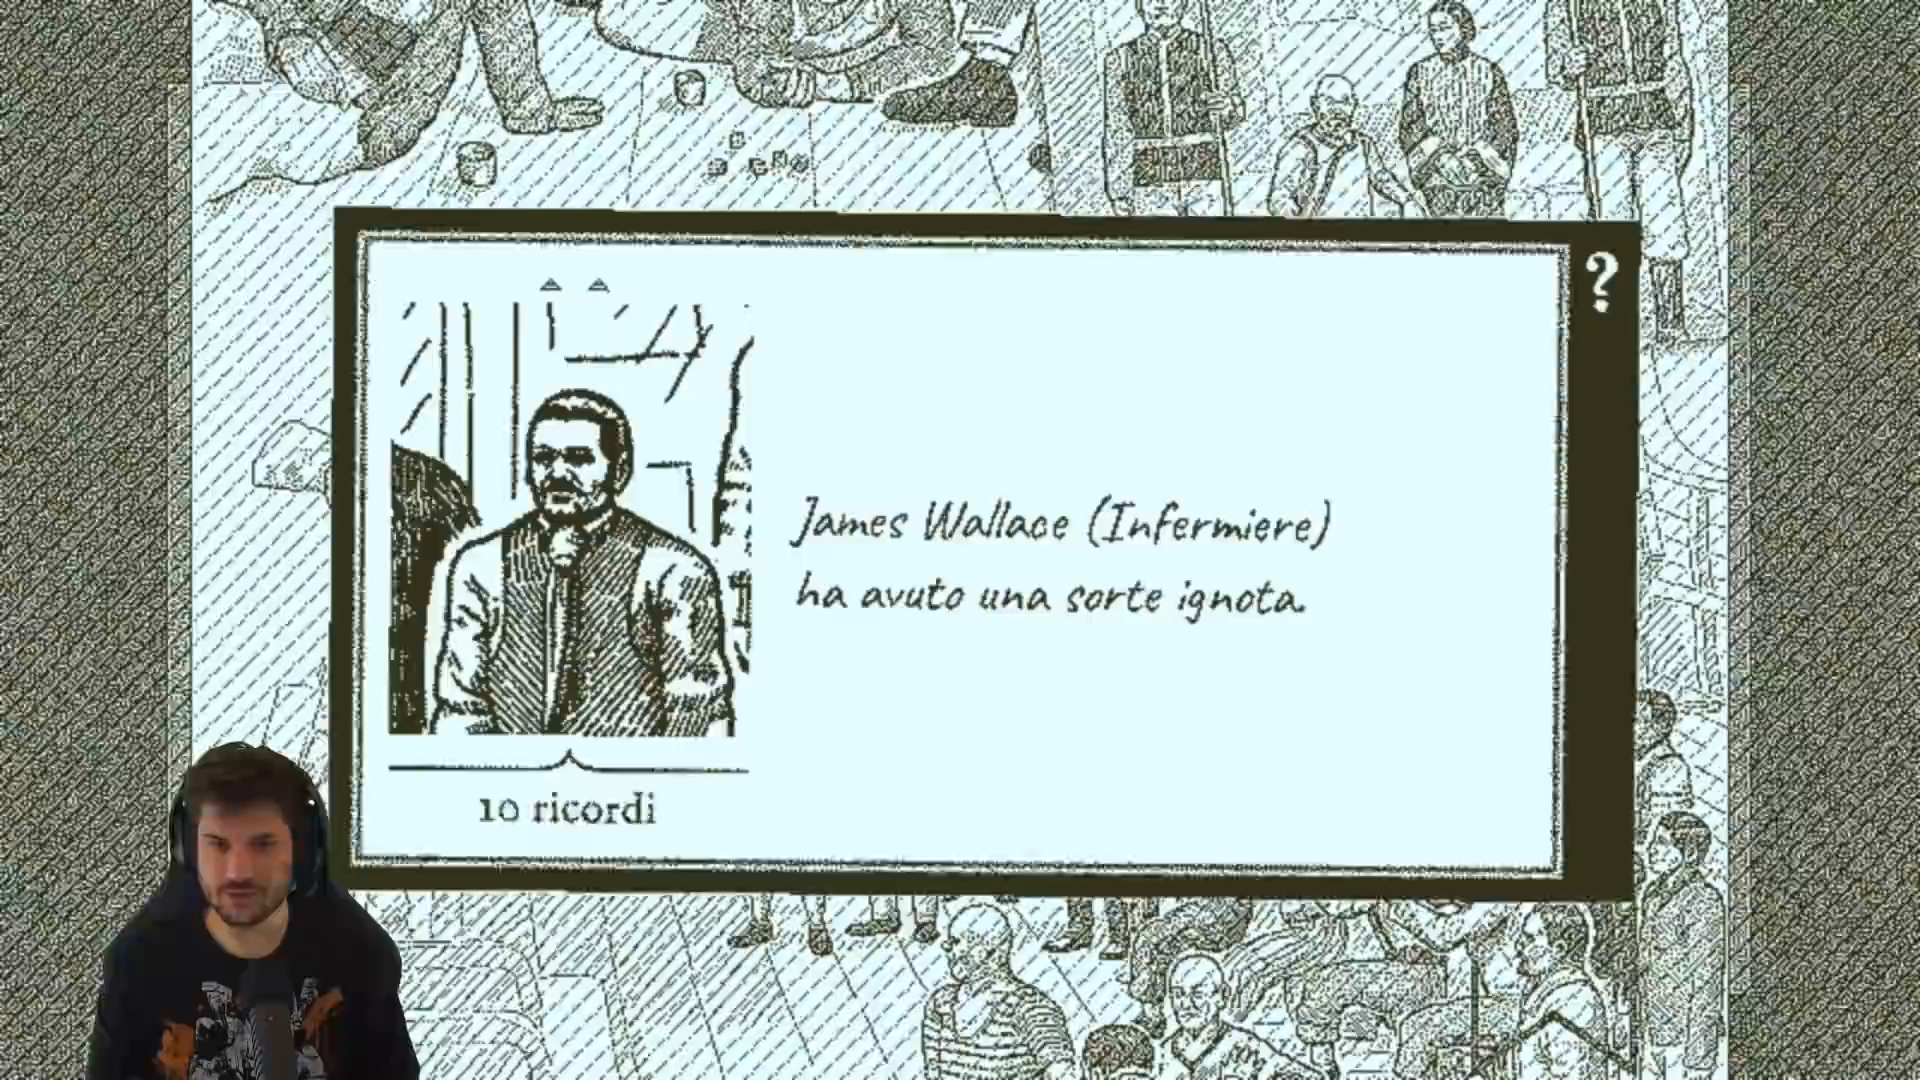 ?
James Wallace (Infermiere)
ha avuto una sorte ignota.
10 ricordi